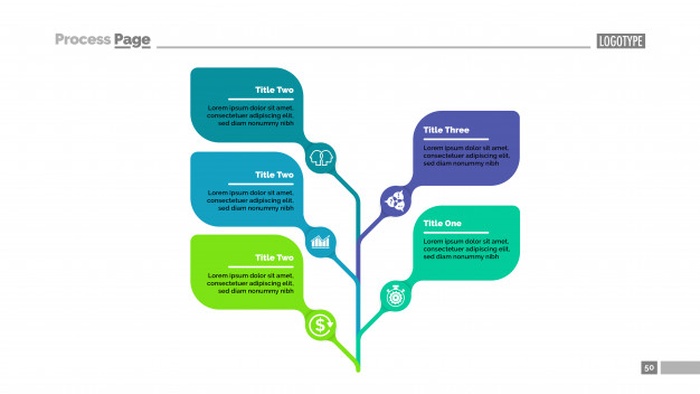 Process Page
LOGOTYPE
Title Two
Lorem ipsum dolor sit amet,
consectetuer adipiscing elit,
sed diam nonummy nibh
Title Three
Lorem ipsum dolor sit amet,
consectetuer adipiscing elit,
sed diam nonummy nibh
Title Two
Lorem ipsum dolor sit amet,
consectetuer adipiscing elit,
sed diam nonummy nibh
Title One
Lorem ipsum dolor sit amet,
consectetuer adipiscing elit,
sed diam nonummy nibh
Title Two
Lorem ipsum dolor sit amet,
consectetuer adipiscing elit,
sed diam nonummy nibh
$
50